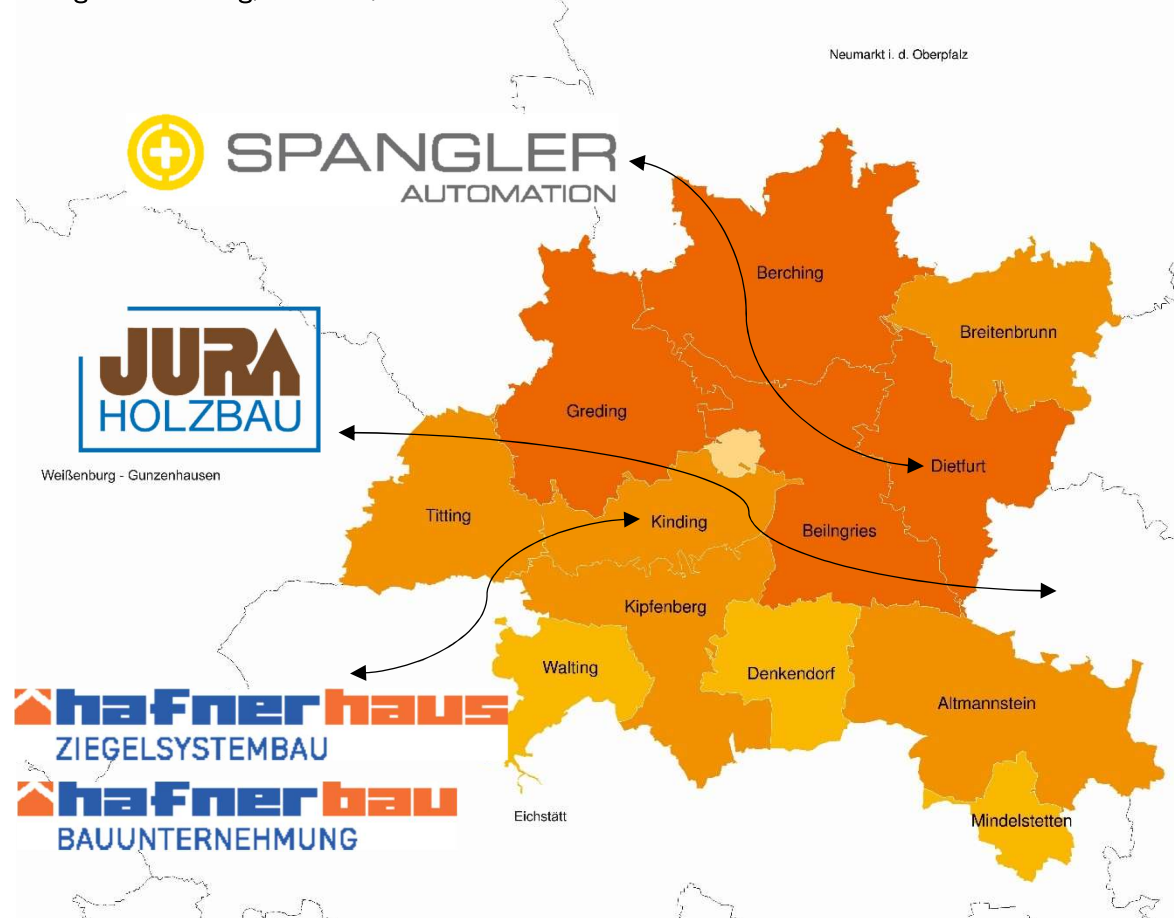 Neumarkt i. d. Oberpfalz
SPANGLER
AUTOMATION
Berching
Breitenbrunn
JURA
HOLZBAU
Greding
Dietfurt
Weißenburg - Gunzenhausen
Titting
Kinding
Beilngries
Kipfenberg
Walting
Denkendorf
hafnerhaus
ZIEGELSYSTEMBAU
Altmannstein
hafnerbau
BAUUNTERNEHMUNG
Eichstätt
Mindelstetten